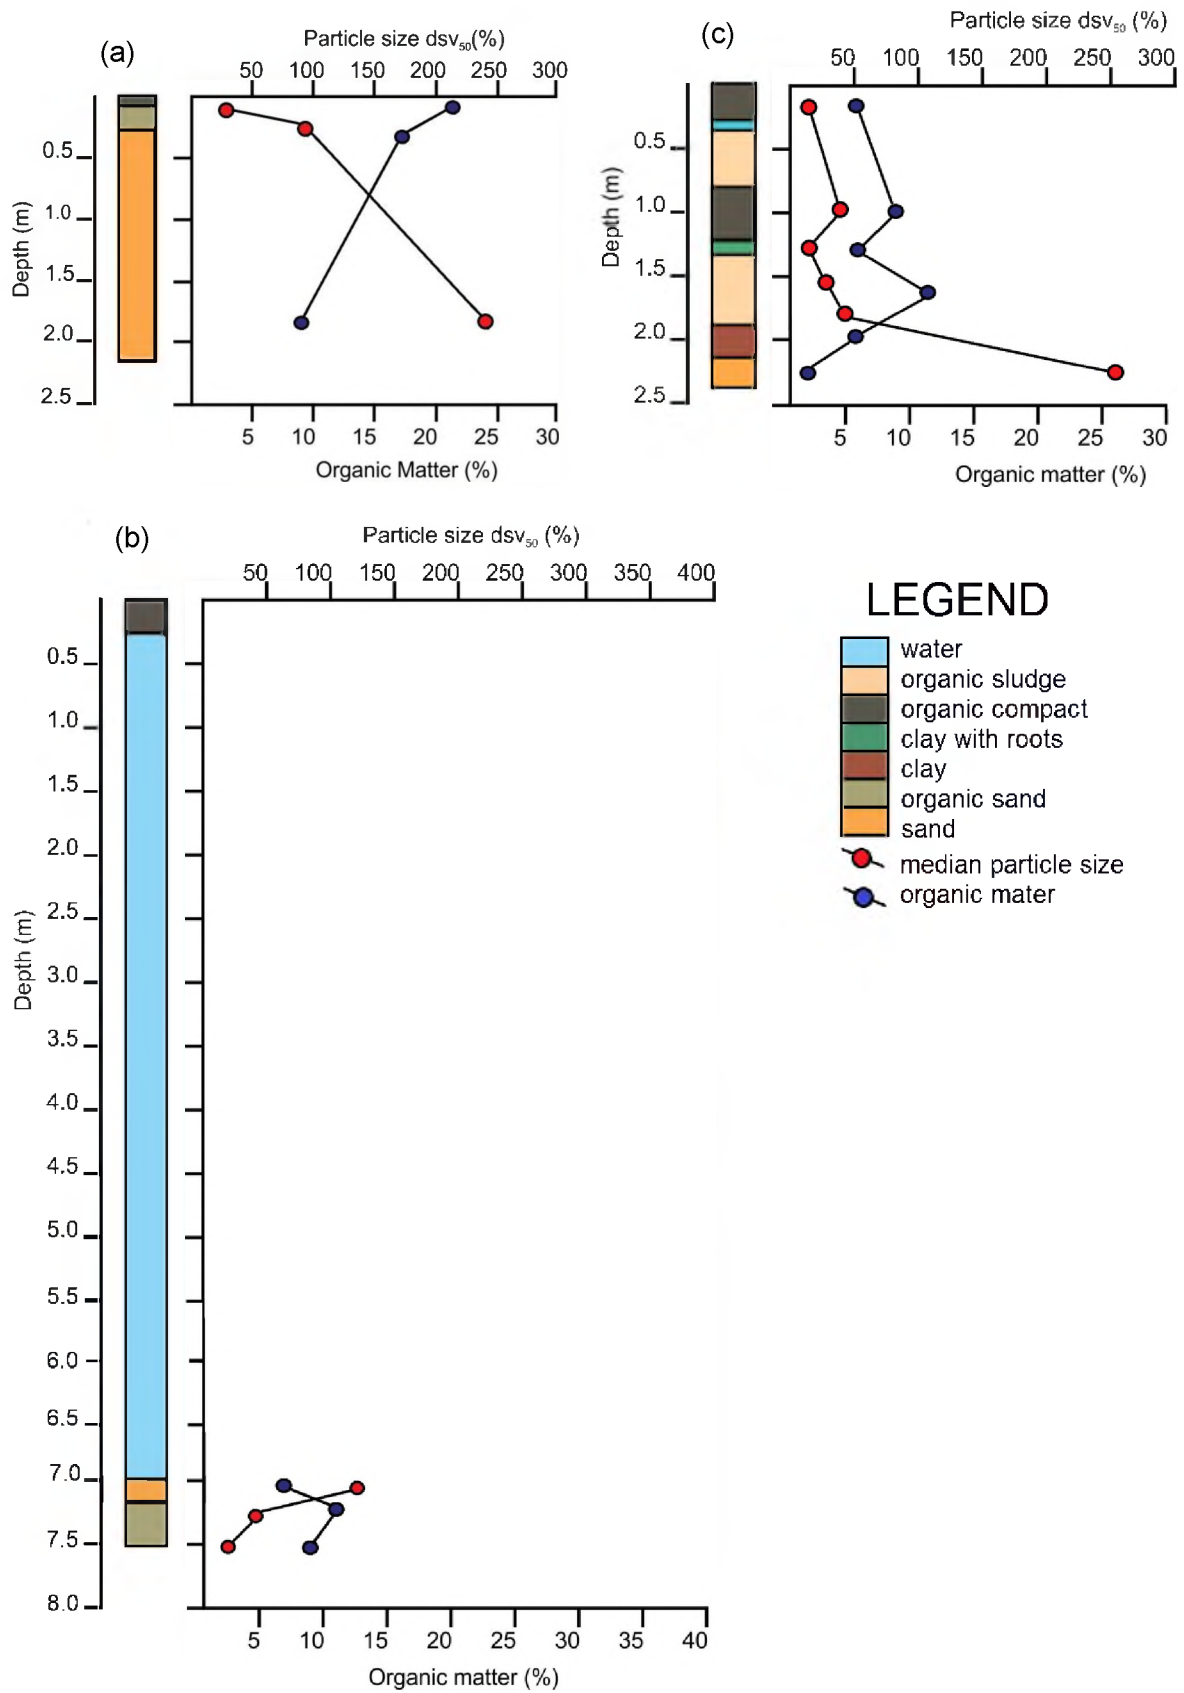 (a)
Particle size dsv50(%)
50 100 150 200 250 300
Depth (m)
0.5
1.0
1.5
2.0
2.5
5 10 15 20 25 30
Organic Matter (%)
(c)
Particle size dsv50 (%)
50 100 150 200 250 300
Depth (m)
0.5
1.0
1.5
2.0
2.5
5 10 15 20 25 30
Organic matter (%)
(b)
Particle size dsv50 (%)
50 100 150 200 250 300 350 400
Depth (m)
0.5
1.0
1.5
2.0
2.5
3.0
3.5
4.0
4.5
5.0
5.5
6.0
6.5
7.0
7.5
8.0
5 10 15 20 25 30 35 40
Organic matter (%)
LEGEND
water
organic sludge
organic compact
clay with roots
clay
organic sand
sand
median particle size
organic mater